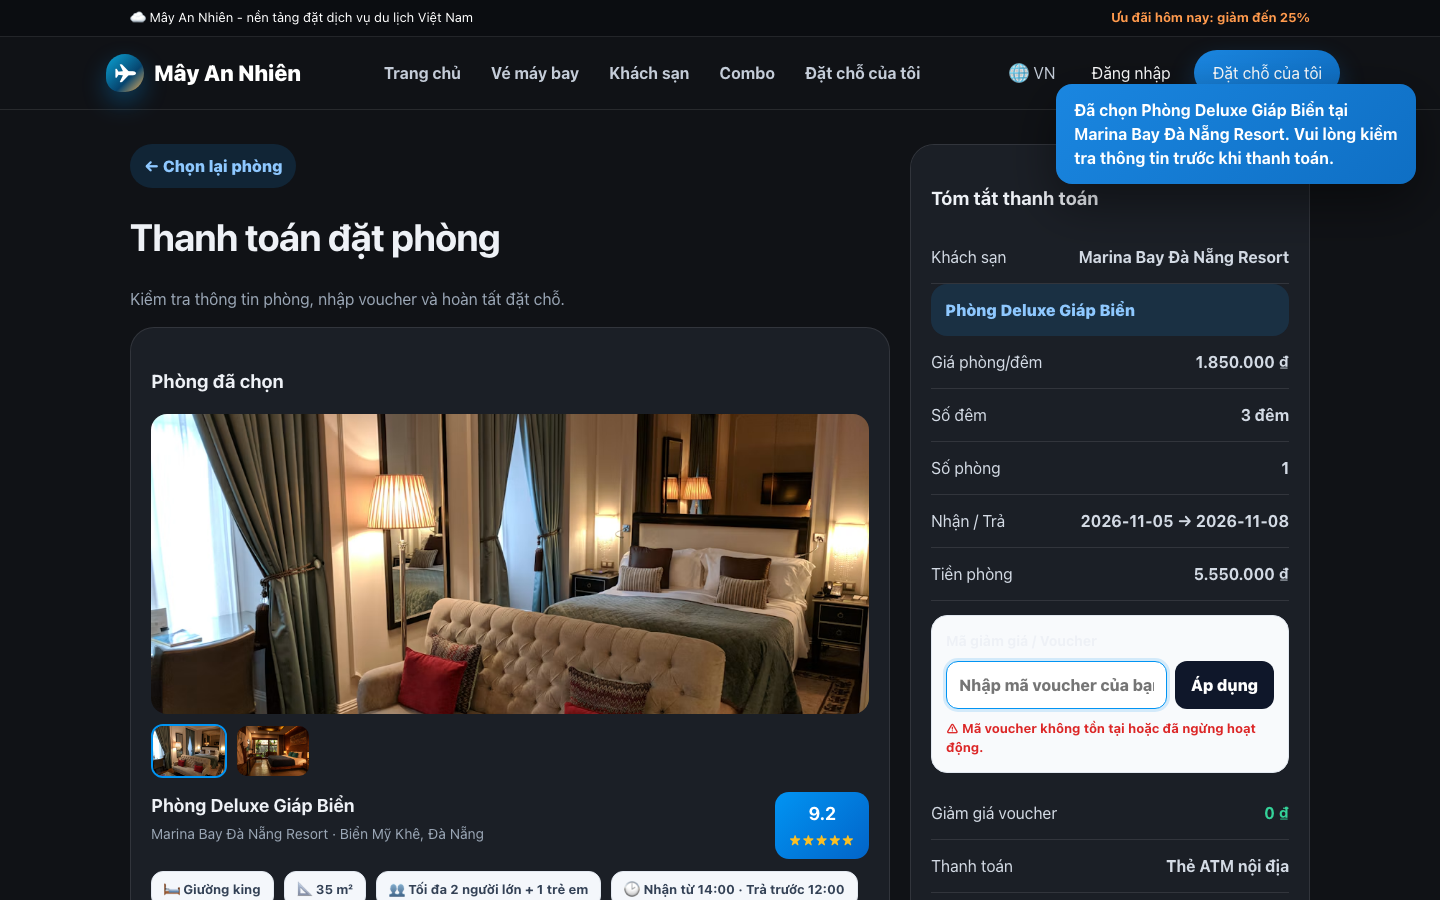 ☁️ Mây An Nhiên - nền tảng đặt dịch vụ du lịch Việt Nam
Ưu đãi hôm nay: giảm đến 25%
Mây An Nhiên
Trang chủ
Vé máy bay
Khách sạn
Combo
Đặt chỗ của tôi
🌐 VN
Đăng nhập
Đặt chỗ của tôi
Đã chọn Phòng Deluxe Giáp Biển tại
Marina Bay Đà Nẵng Resort. Vui lòng kiểm
tra thông tin trước khi thanh toán.
← Chọn lại phòng
Thanh toán đặt phòng
Kiểm tra thông tin phòng, nhập voucher và hoàn tất đặt chỗ.
Phòng đã chọn
Phòng Deluxe Giáp Biển
Marina Bay Đà Nẵng Resort · Biển Mỹ Khê, Đà Nẵng
9.2
★★★★★
🛏️ Giường king
📐 35 m²
👥 Tối đa 2 người lớn + 1 trẻ em
🕑 Nhận từ 14:00 · Trả trước 12:00
Tóm tắt thanh toán
Khách sạn
Marina Bay Đà Nẵng Resort
Phòng Deluxe Giáp Biển
Giá phòng/đêm
1.850.000 ₫
Số đêm
3 đêm
Số phòng
1
Nhận / Trả
2026-11-05 → 2026-11-08
Tiền phòng
5.550.000 ₫
Mã giảm giá / Voucher
Nhập mã voucher của bạn
Áp dụng
⚠ Mã voucher không tồn tại hoặc đã ngừng hoạt
động.
Giảm giá voucher
0 ₫
Thanh toán
Thẻ ATM nội địa